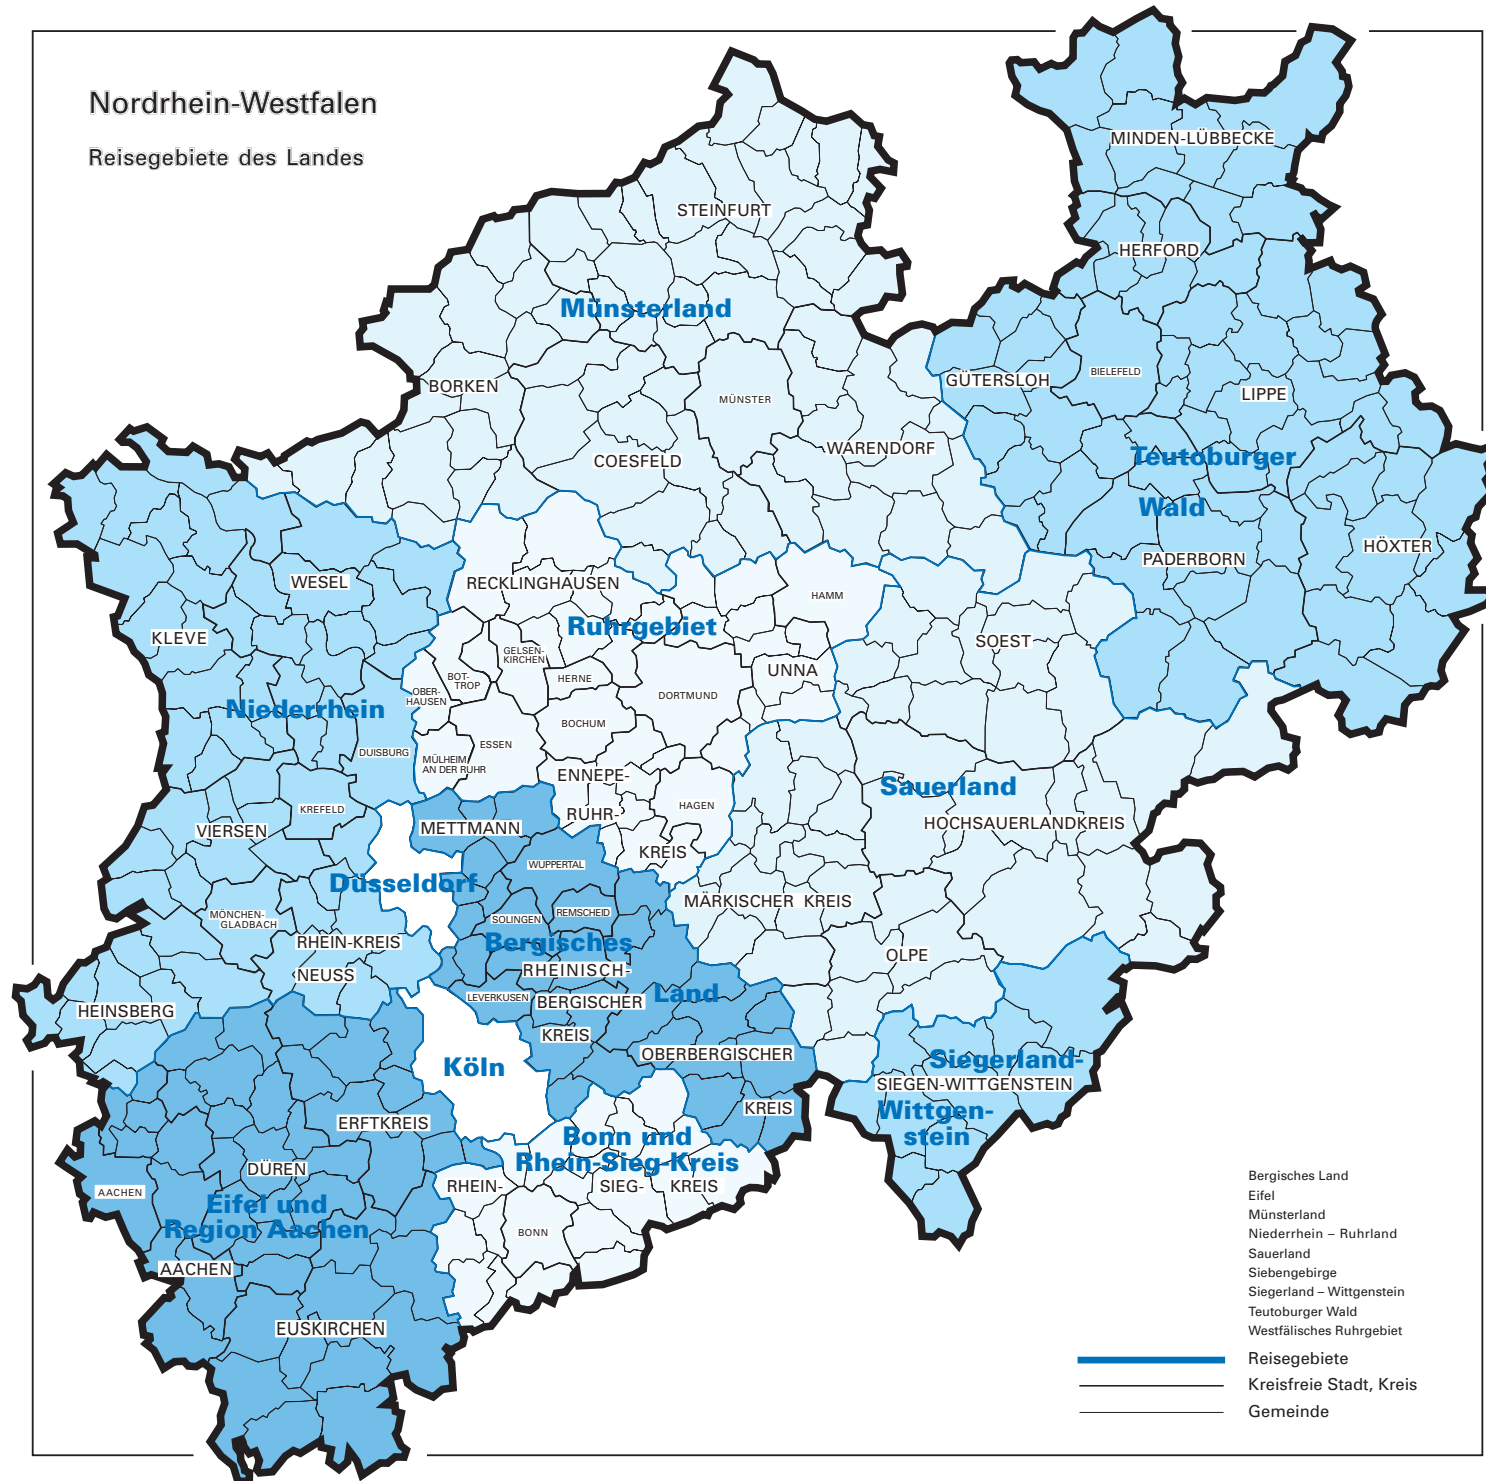 Nordrhein-Westfalen
Reisegebiete des Landes
MINDEN-LÜBBECKE
STEINFURT
HERFORD
Münsterland
BORKEN
MÜNSTER
GÜTERSLOH
BIELEFELD
LIPPE
COESFELD
WARENDORF
Teutoburger
Wald
PADERBORN
HÖXTER
WESEL
RECKLINGHAUSEN
HAMM
KLEVE
Ruhrgebiet
SOEST
GELSEN-
KIRCHEN
HERNE
UNNA
BOT-
TROP
OBER-
HAUSEN
DORTMUND
Niederrhein
BOCHUM
DUISBURG
ESSEN
MÜLHEIM
AN DER RUHR
ENNEPE-
RUHR-
KREIS
HAGEN
Sauerland
HOCHSAUERLANDKREIS
KREFELD
VIERSEN
METTMANN
WUPPERTAL
Düsseldorf
MÄRKISCHER KREIS
SOLINGEN
REMSCHEID
MÖNCHEN-
GLADBACH
RHEIN-KREIS
NEUSS
Bergisches
Land
OLPE
RHEINISCH-
BERGISCHER
KREIS
LEVERKUSEN
HEINSBERG
Köln
OBERBERGISCHER
KREIS
Siegerland-
SIEGEN-WITTGENSTEIN
Wittgen-
stein
ERFTKREIS
Bonn und
Rhein-Sieg-Kreis
DÜREN
AACHEN
RHEIN-
SIEG-
KREIS
Eifel und
Region Aachen
BONN
AACHEN
EUSKIRCHEN
Bergisches Land
Eifel
Münsterland
Niederrhein – Ruhrland
Sauerland
Siebengebirge
Siegerland – Wittgenstein
Teutoburger Wald
Westfälisches Ruhrgebiet
Reisegebiete
Kreisfreie Stadt, Kreis
Gemeinde